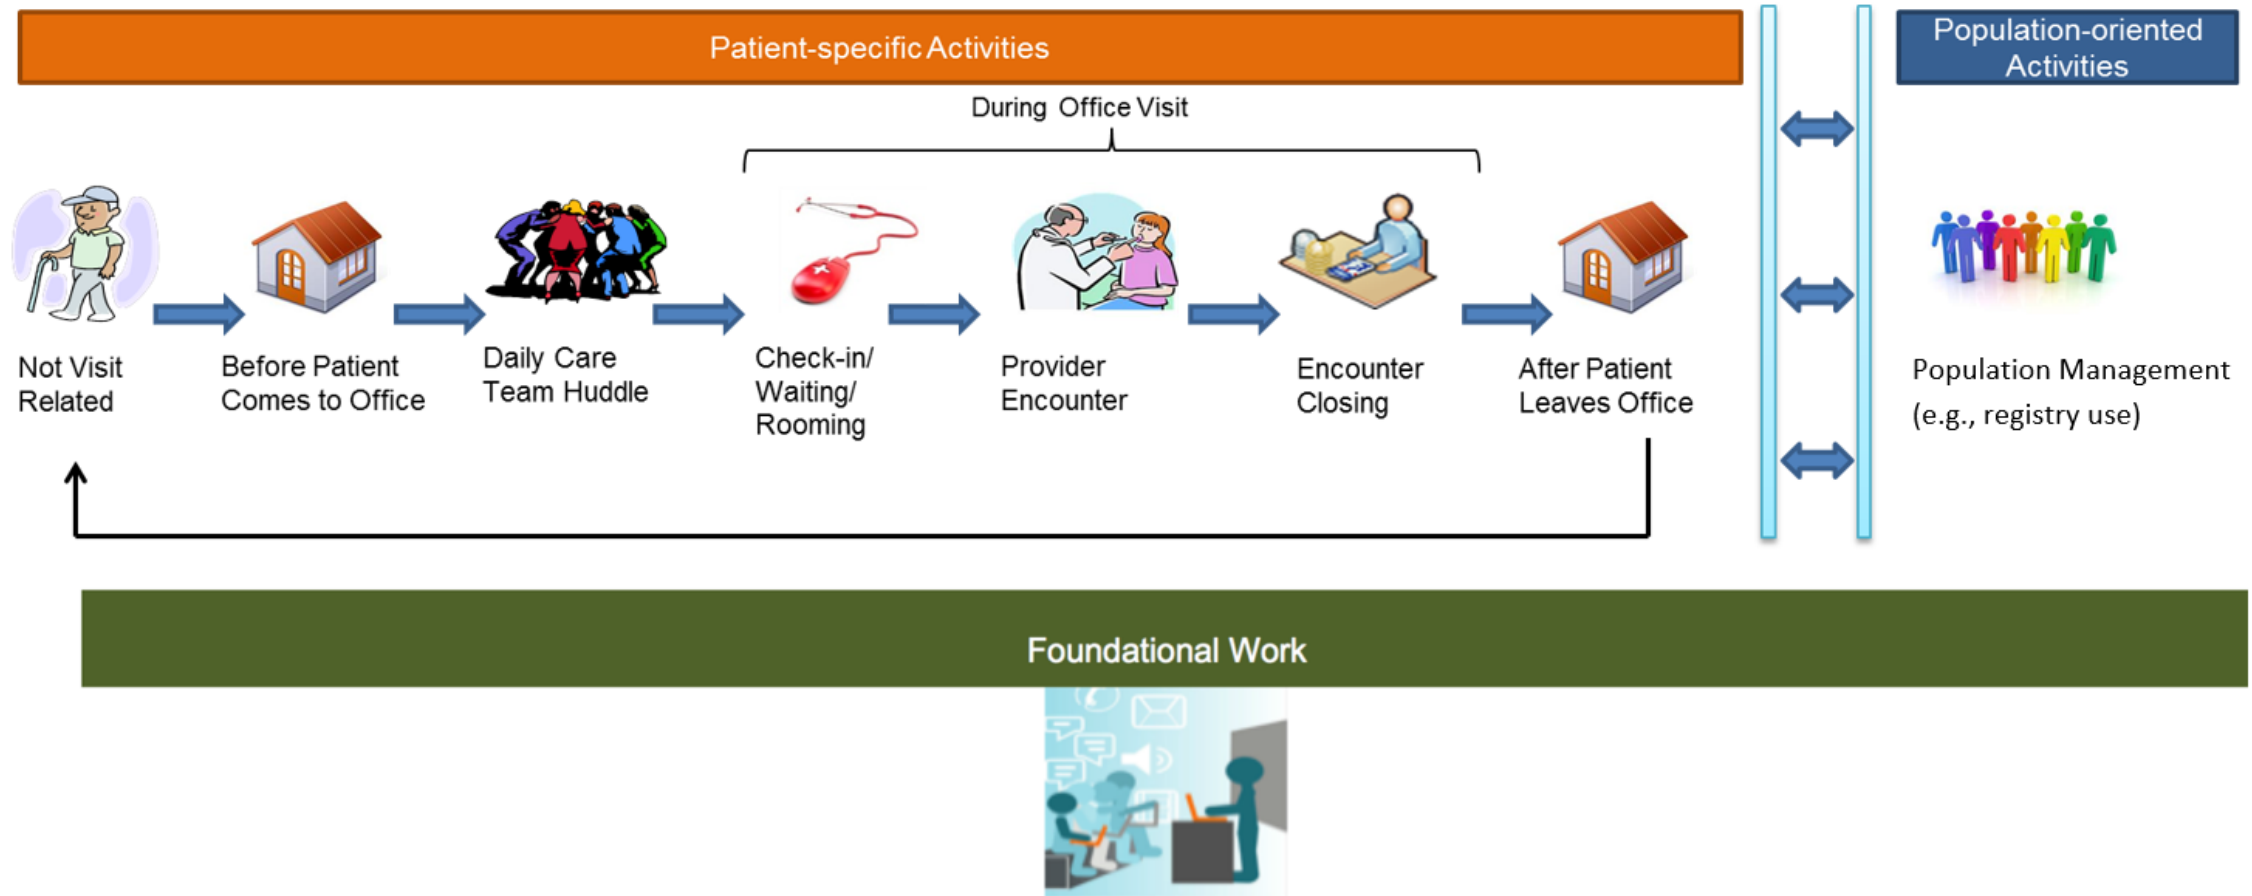 Patient-specific Activities
Population-oriented
Activities
During Office Visit
Not Visit
Related
Before Patient
Comes to Office
Daily Care
Team Huddle
Check-in/
Waiting/
Rooming
Provider
Encounter
Encounter
Closing
After Patient
Leaves Office
Population Management
(e.g., registry use)
Foundational Work